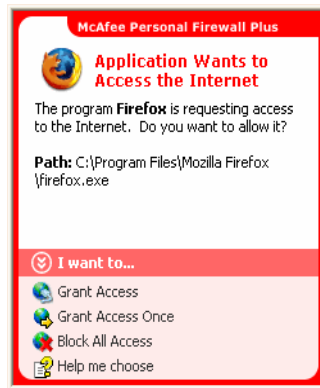 McAfee Personal Firewall Plus
Application Wants to
Access the Internet
The program Firefox is requesting access
to the Internet. Do you want to allow it?
Path: C:\Program Files\Mozilla Firefox
\firefox.exe
I want to...
Grant Access
Grant Access Once
Block All Access
Help me choose